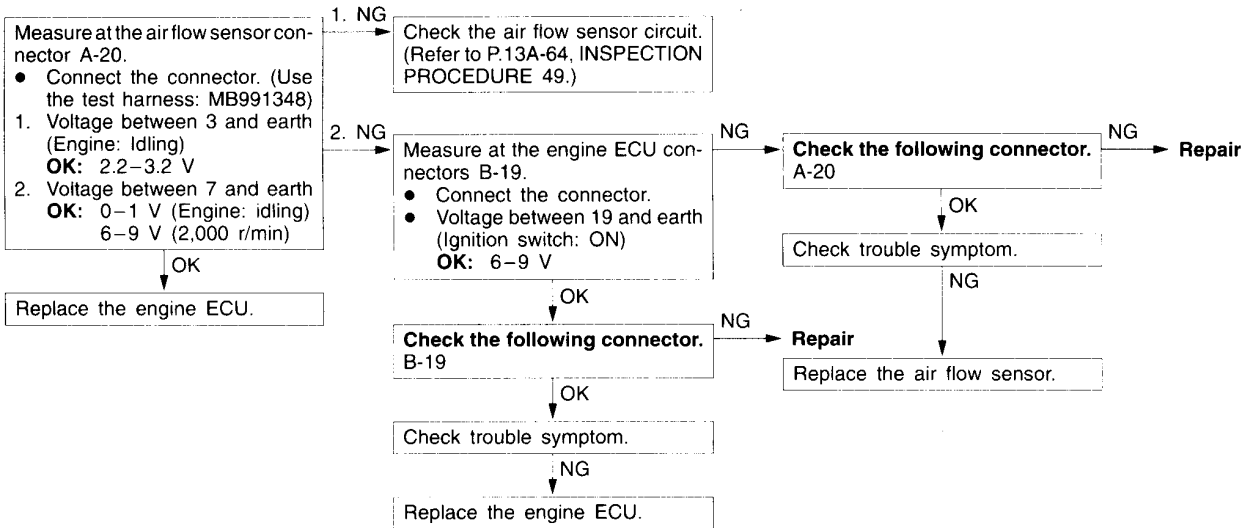 Measure at the air flow sensor con-
nector A-20.
● Connect the connector. (Use
the test harness: MB991348)
1. Voltage between 3 and earth
(Engine: Idling)
OK: 2.2–3.2 V
2. Voltage between 7 and earth
OK: 0–1 V (Engine: idling)
6–9 V (2,000 r/min)
OK
Replace the engine ECU.
1. NG
Check the air flow sensor circuit.
(Refer to P.13A-64, INSPECTION
PROCEDURE 49.)
2. NG
Measure at the engine ECU con-
nectors B-19.
● Connect the connector.
● Voltage between 19 and earth
(Ignition switch: ON)
OK: 6–9 V
OK
Check the following connector.
B-19
NG
Repair
OK
Check trouble symptom.
NG
Replace the engine ECU.
NG
Check the following connector.
A-20
NG
Repair
OK
Check trouble symptom.
NG
Replace the air flow sensor.